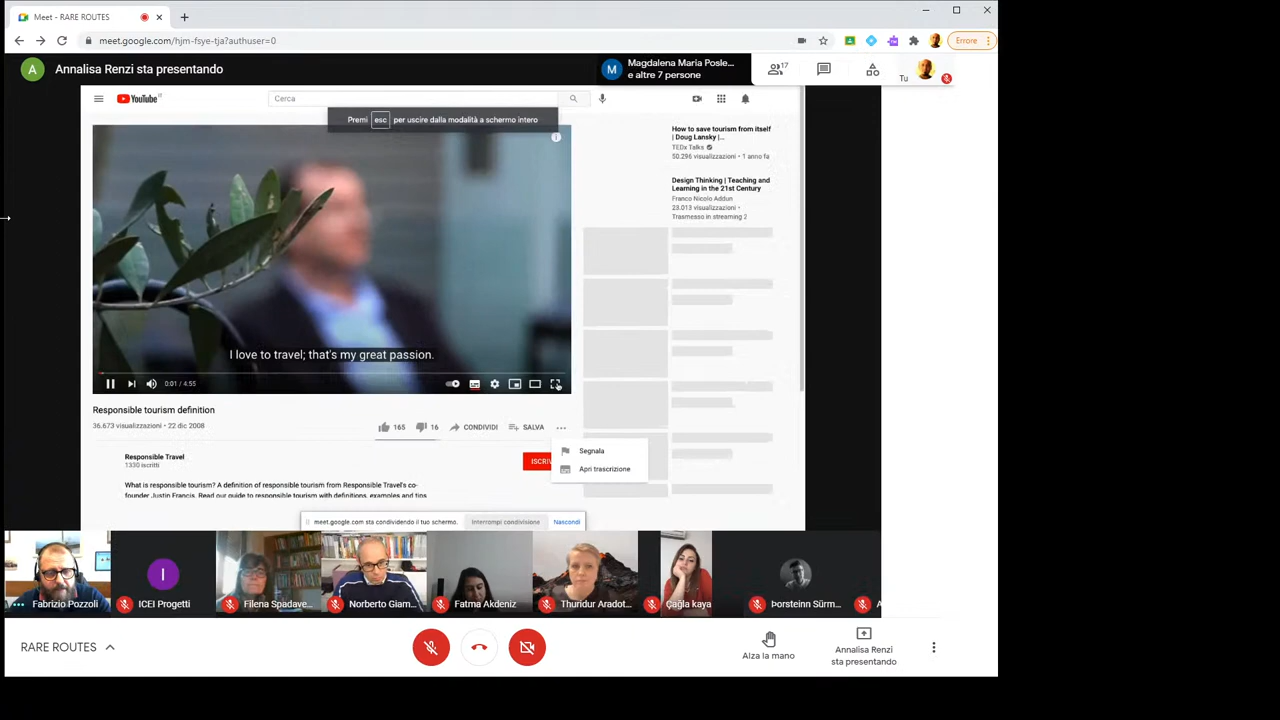 Meet - RARE ROUTES
meet.google.com/hjm-fsye-tja?authuser=0
Errore
A
Annalisa Renzi sta presentando
M
Magdalena Maria Posle...
e altre 7 persone
17
Tu
YouTube
IT
Cerca
Premi esc per uscire dalla modalità a schermo intero
How to save tourism from itself
| Doug Lansky |...
TEDx Talks
50.296 visualizzazioni • 1 anno fa
Design Thinking | Teaching and
Learning in the 21st Century
Franco Nicolo Addun
23.013 visualizzazioni •
Trasmesso in streaming 2
I love to travel; that's my great passion.
0:01 / 4:55
Responsible tourism definition
36.673 visualizzazioni • 22 dic 2008
165
16
CONDIVIDI
SALVA
Segnala
Apri trascrizione
Responsible Travel
1330 iscritti
ISCRIV
What is responsible tourism? A definition of responsible tourism from Responsible Travel's co-
founder Justin Francis. Read our guide to responsible tourism with definitions, examples and tips
meet.google.com sta condividendo il tuo schermo.
Interrompi condivisione
Nascondi
Fabrizio Pozzoli
I
ICEI Progetti
Filena Spadave...
Norberto Giam...
Fatma Akdeniz
Thuridur Aradot...
Çağla kaya
Þorsteinn Sürm...
A
RARE ROUTES
Alza la mano
Annalisa Renzi
sta presentando